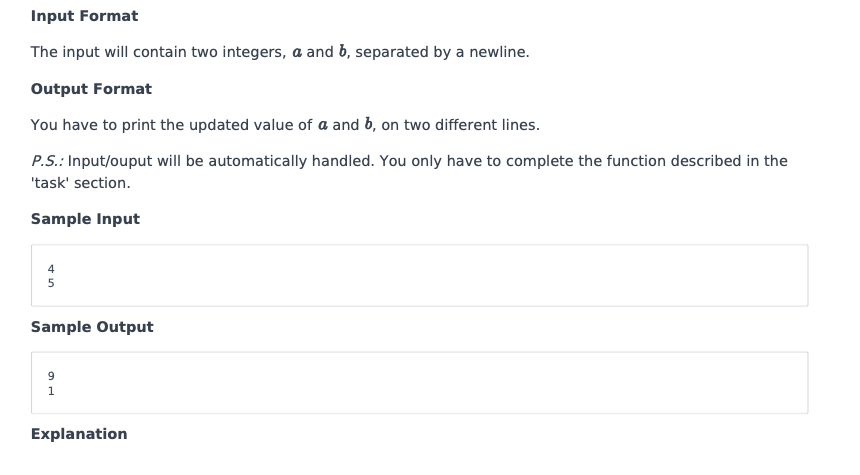 Input Format
The input will contain two integers, a and b, separated by a newline.
Output Format
You have to print the updated value of a and b, on two different lines.
P.S.: Input/ouput will be automatically handled. You only have to complete the function described in the
'task' section.
Sample Input
4
5
Sample Output
9
1
Explanation